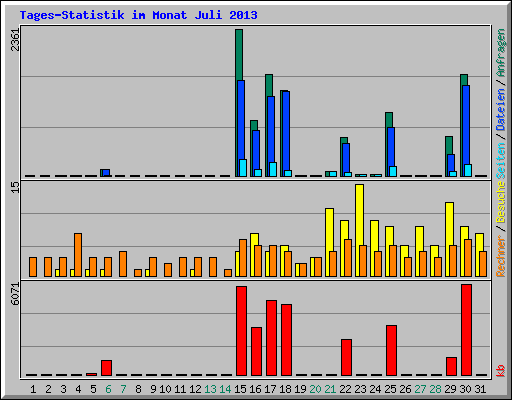 Tages-Statistik im Monat Juli 2013
2361
15
6071
Rechner / Besuche Seiten / Dateien / Anfragen
kb
1 2 3 4 5 6 7 8 9 10 11 12 13 14 15 16 17 18 19 20 21 22 23 24 25 26 27 28 29 30 31